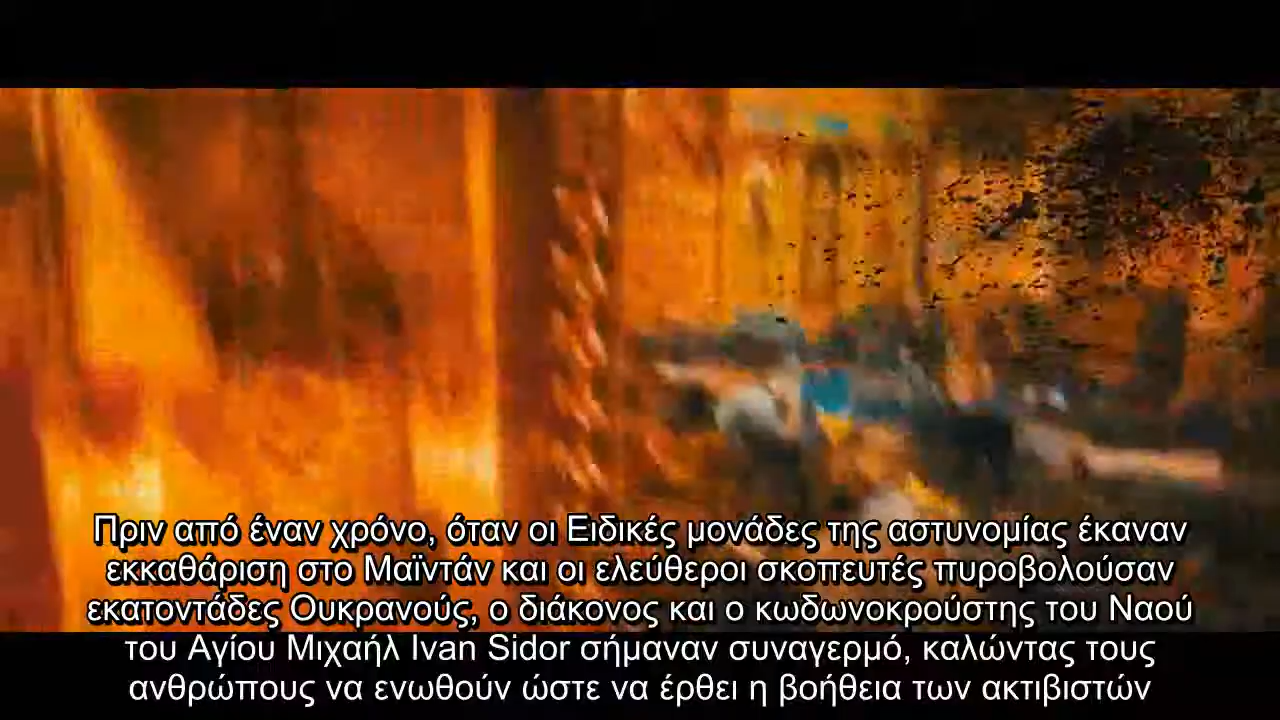 Πριν από έναν χρόνο, όταν οι Ειδικές μονάδες της αστυνομίας έκαναν
εκκαθάριση στο Μαϊντάν και οι ελεύθεροι σκοπευτές πυροβολούσαν
εκατοντάδες Ουκρανούς, ο διάκονος και ο κωδωνοκρούστης του Ναού
του Αγίου Μιχαήλ Ivan Sidor σήμαναν συναγερμό, καλώντας τους
ανθρώπους να ενωθούν ώστε να έρθει η βοήθεια των ακτιβιστών